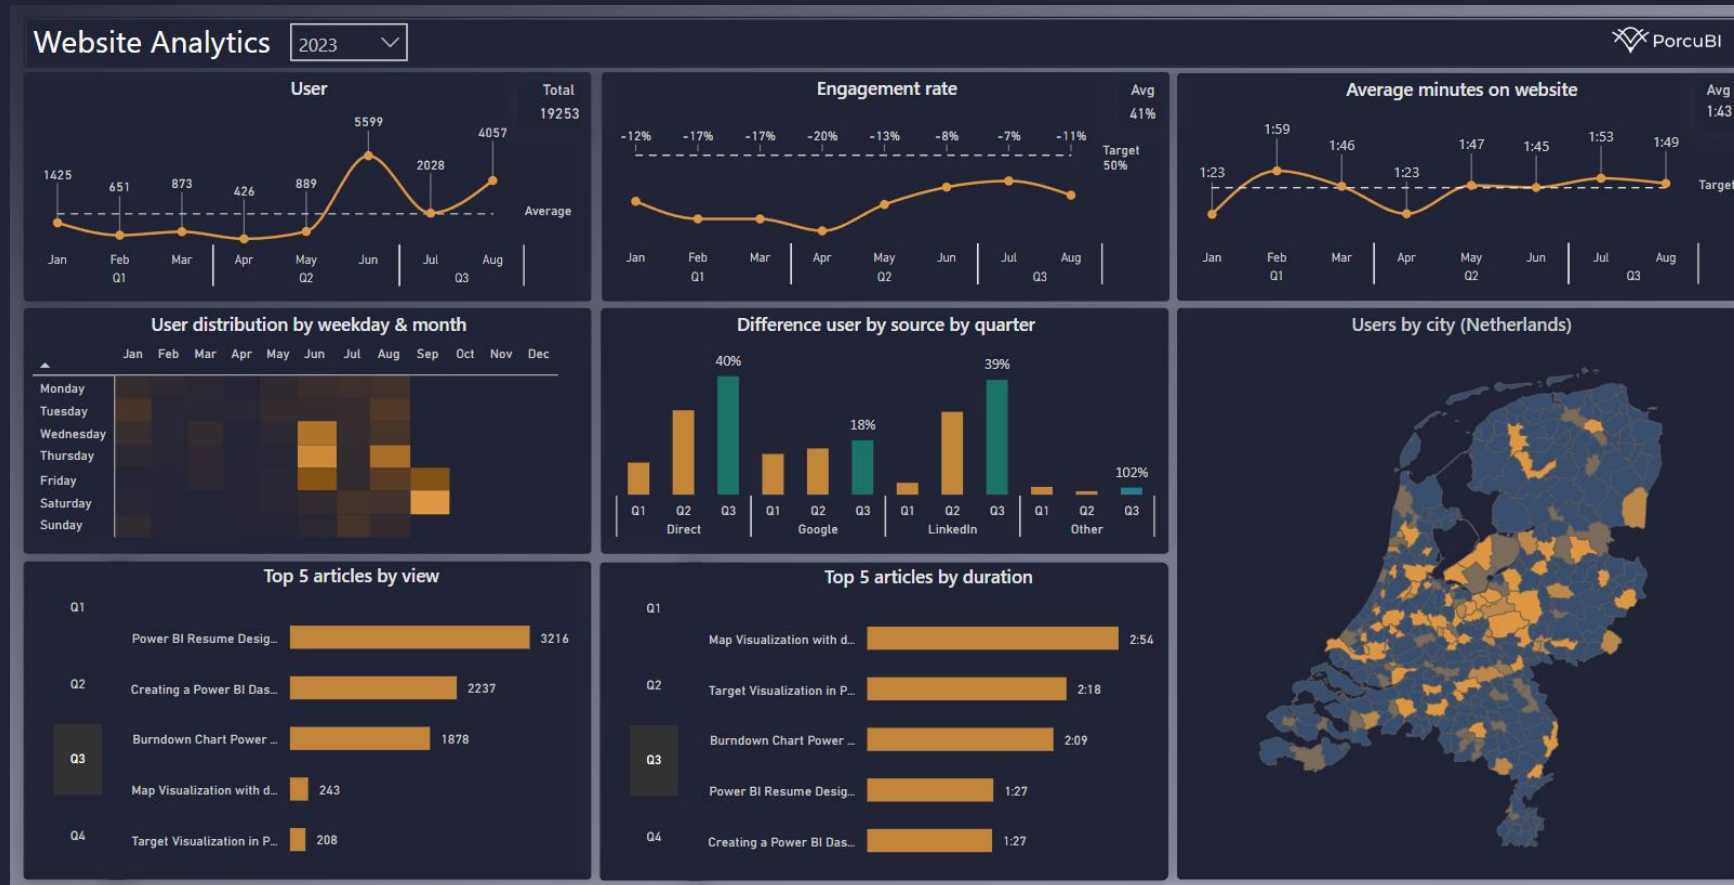 Website Analytics
2023
PorcuBI
User
Total
19253
1425
651
873
426
889
5599
2028
4057
Average
Jan
Feb
Mar
Apr
May
Jun
Jul
Aug
Q1
Q2
Q3
Engagement rate
Avg
41%
-12%
-17%
-17%
-20%
-13%
-8%
-7%
-11%
Target
50%
Jan
Feb
Mar
Apr
May
Jun
Jul
Aug
Q1
Q2
Q3
Average minutes on website
Avg
1:43
1:23
1:59
1:46
1:23
1:47
1:45
1:53
1:49
Target
Jan
Feb
Mar
Apr
May
Jun
Jul
Aug
Q1
Q2
Q3
User distribution by weekday & month
Jan Feb Mar Apr May Jun Jul Aug Sep Oct Nov Dec
Monday
Tuesday
Wednesday
Thursday
Friday
Saturday
Sunday
Difference user by source by quarter
40%
18%
39%
102%
Q1 Q2 Q3 Q1 Q2 Q3 Q1 Q2 Q3 Q1 Q2 Q3
Direct
Google
LinkedIn
Other
Users by city (Netherlands)
Top 5 articles by view
Q1
Q2
Q3
Q4
Power BI Resume Desig... 3216
Creating a Power BI Das... 2237
Burndown Chart Power ... 1878
Map Visualization with d... 243
Target Visualization in P... 208
Top 5 articles by duration
Q1
Q2
Q3
Q4
Map Visualization with d... 2:54
Target Visualization in P... 2:18
Burndown Chart Power ... 2:09
Power BI Resume Desig... 1:27
Creating a Power BI Das... 1:27